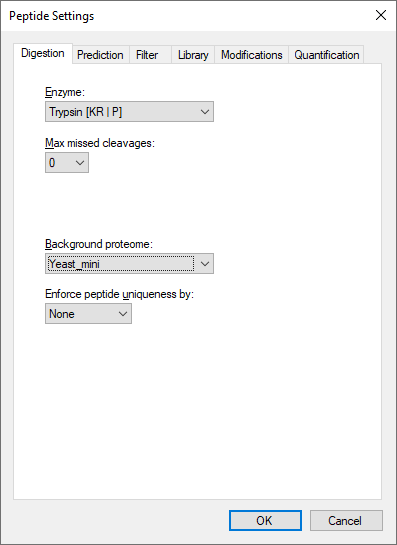 Peptide Settings
Digestion Prediction Filter Library Modifications Quantification
Enzyme:
Trypsin [KR | P]
Max missed cleavages:
0
Background proteome:
Yeast_mini
Enforce peptide uniqueness by:
None
OK Cancel